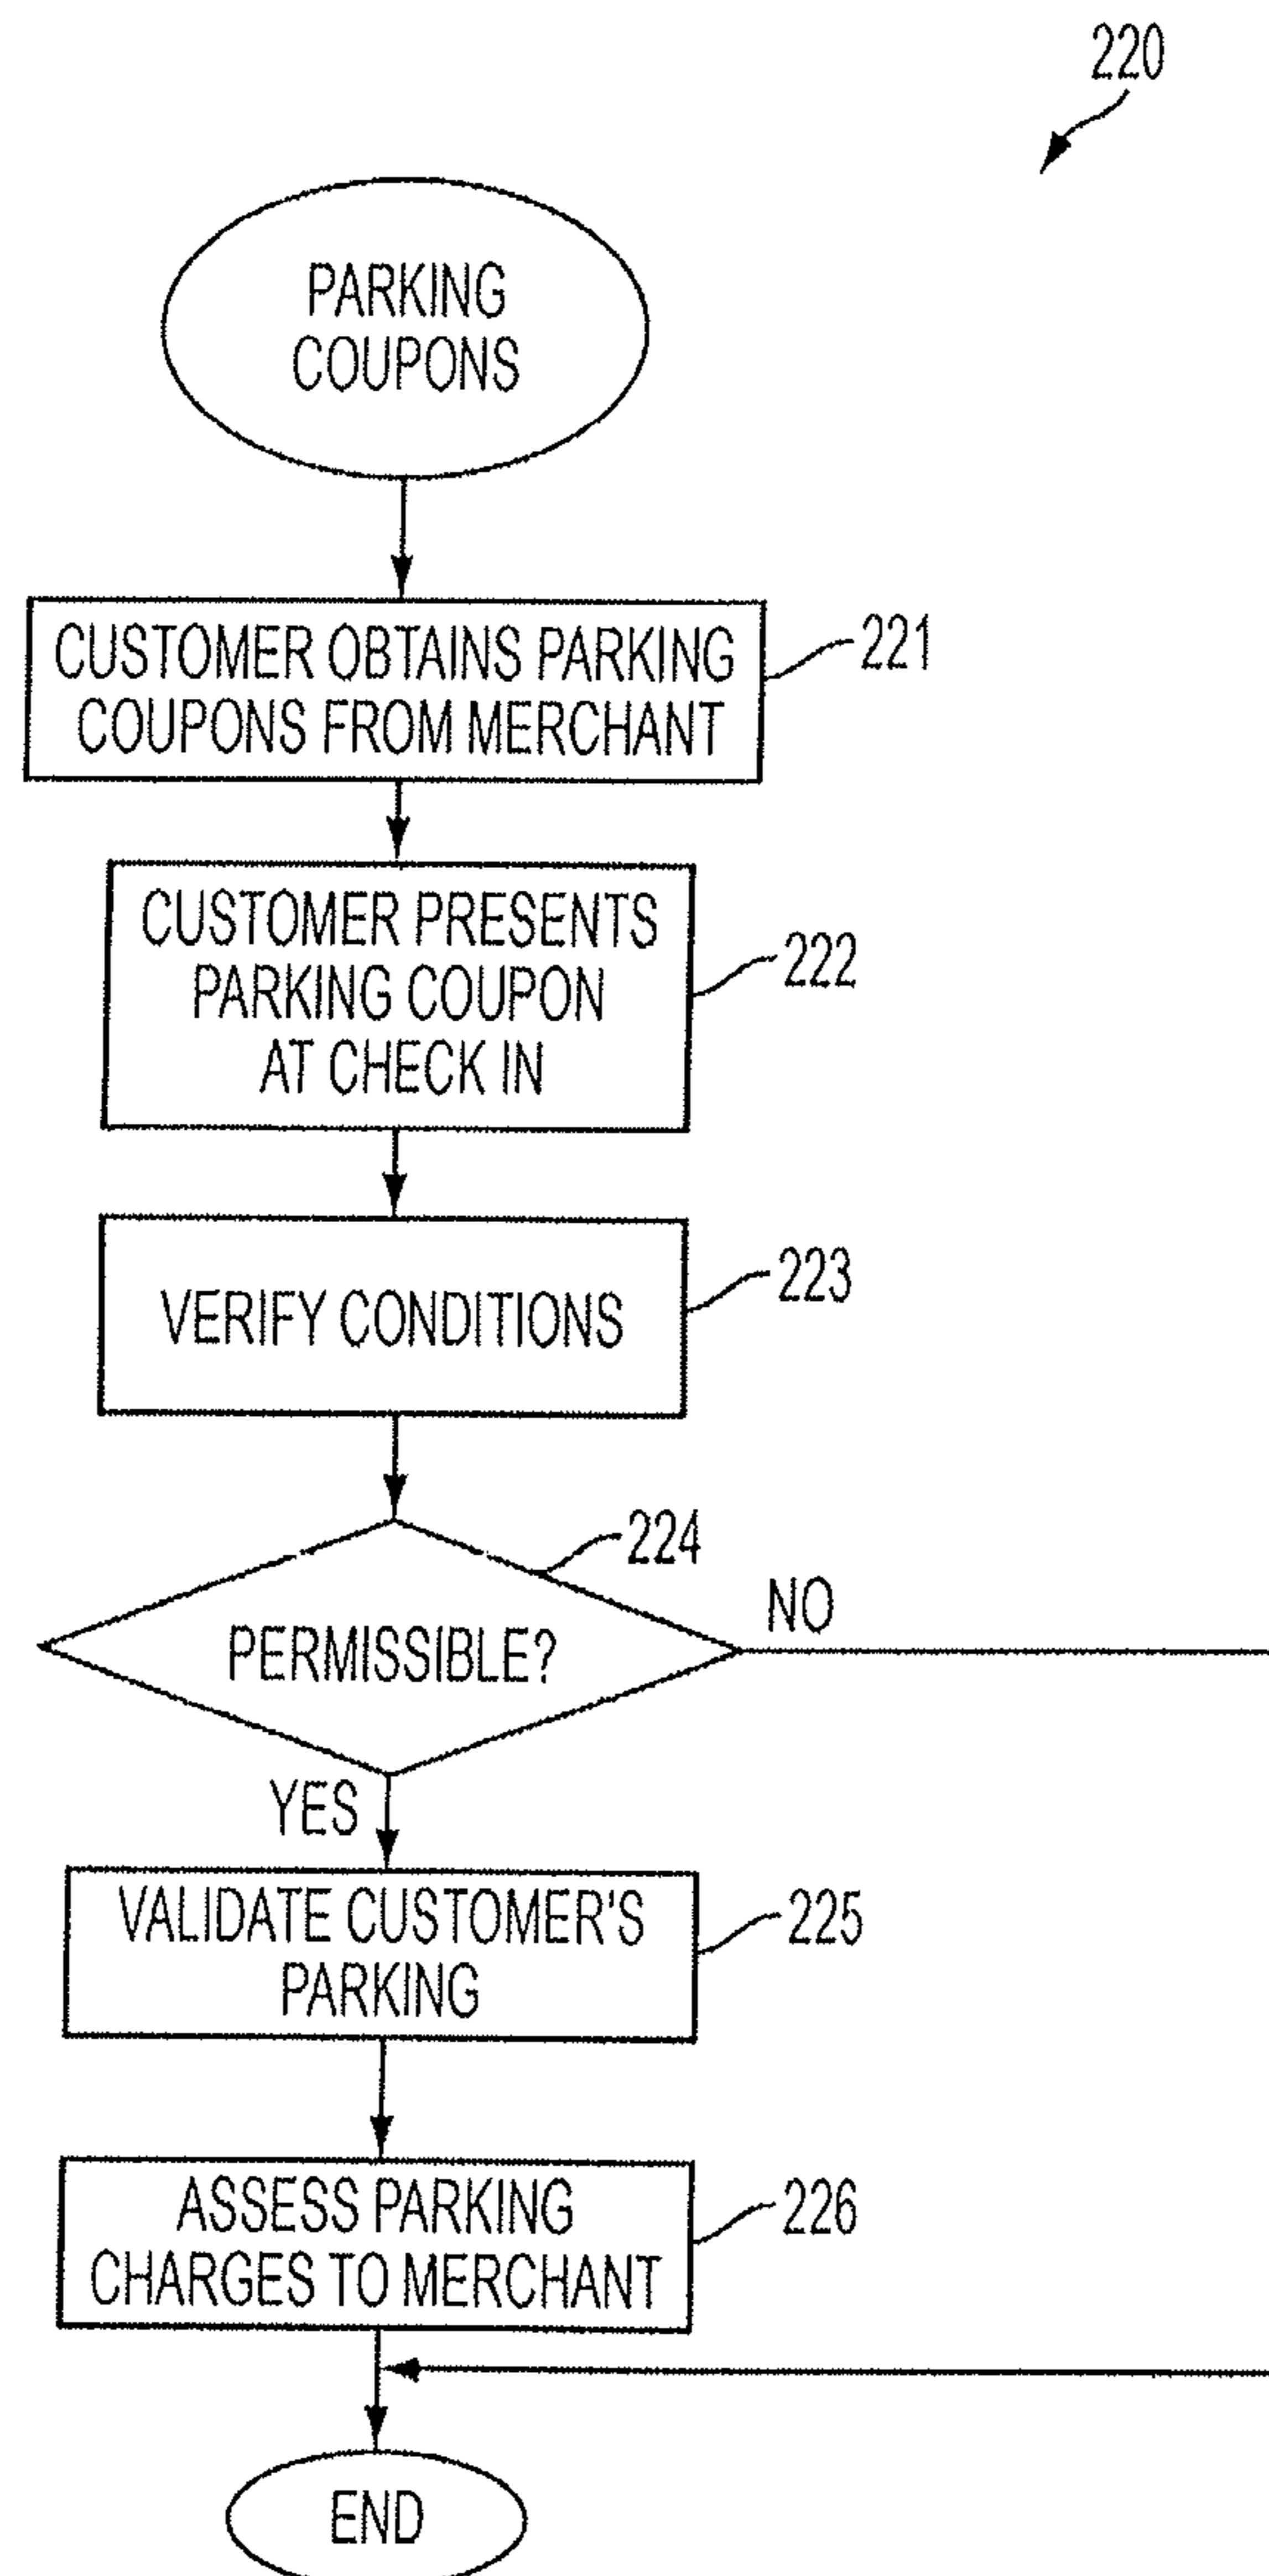 220
PARKING
COUPONS
CUSTOMER OBTAINS PARKING
COUPONS FROM MERCHANT
221
CUSTOMER PRESENTS
PARKING COUPON
AT CHECK IN
222
VERIFY CONDITIONS
223
224
PERMISSIBLE?
NO
YES
VALIDATE CUSTOMER'S
PARKING
225
ASSESS PARKING
CHARGES TO MERCHANT
226
END